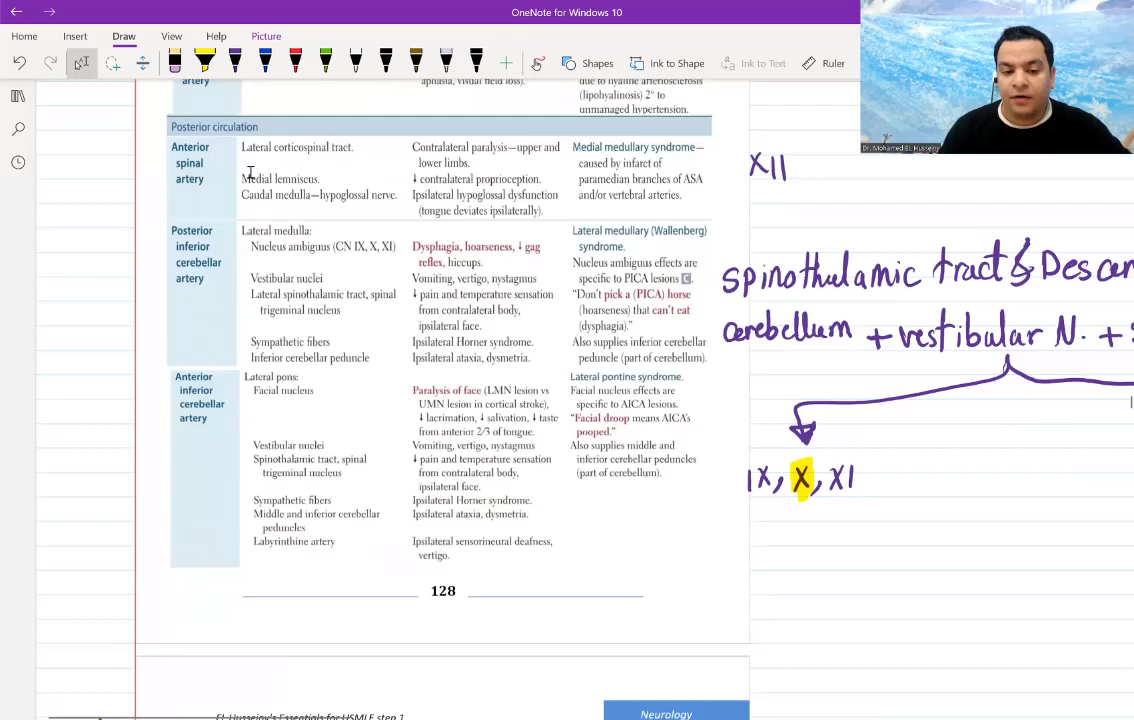 OneNote for Windows 10
Home Insert Draw View Help Picture
Shapes Ink to Shape Ink to Text Ruler
Dr. Mohamed EL Husseiny
artery
aphasia, visual field loss).
due to hyaline arteriosclerosis
(lipohyalinosis) 2° to
unmanaged hypertension.
Posterior circulation
Anterior
spinal
artery
Lateral corticospinal tract.
Medial lemniscus.
Caudal medulla—hypoglossal nerve.
Contralateral paralysis—upper and
lower limbs.
↓ contralateral proprioception.
Ipsilateral hypoglossal dysfunction
(tongue deviates ipsilaterally).
Medial medullary syndrome—
caused by infarct of
paramedian branches of ASA
and/or vertebral arteries.
Posterior
inferior
cerebellar
artery
Lateral medulla:
Nucleus ambiguus (CN IX, X, XI)
Vestibular nuclei
Lateral spinothalamic tract, spinal
trigeminal nucleus
Sympathetic fibers
Inferior cerebellar peduncle
Dysphagia, hoarseness, ↓ gag
reflex, hiccups.
Vomiting, vertigo, nystagmus
↓ pain and temperature sensation
from contralateral body,
ipsilateral face.
Ipsilateral Horner syndrome.
Ipsilateral ataxia, dysmetria.
Lateral medullary (Wallenberg)
syndrome.
Nucleus ambiguus effects are
specific to PICA lesions C.
"Don't pick a (PICA) horse
(hoarseness) that can't eat
(dysphagia)."
Also supplies inferior cerebellar
peduncle (part of cerebellum).
Anterior
inferior
cerebellar
artery
Lateral pons:
Facial nucleus
Vestibular nuclei
Spinothalamic tract, spinal
trigeminal nucleus
Sympathetic fibers
Middle and inferior cerebellar
peduncles
Labyrinthine artery
Paralysis of face (LMN lesion vs
UMN lesion in cortical stroke),
↓ lacrimation, ↓ salivation, ↓ taste
from anterior 2/3 of tongue.
Vomiting, vertigo, nystagmus
↓ pain and temperature sensation
from contralateral body,
ipsilateral face.
Ipsilateral Horner syndrome.
Ipsilateral ataxia, dysmetria.
Ipsilateral sensorineural deafness,
vertigo.
Lateral pontine syndrome.
Facial nucleus effects are
specific to AICA lesions.
"Facial droop means AICA's
pooped."
Also supplies middle and
inferior cerebellar peduncles
(part of cerebellum).
128
XII
spinothalamic tract & Descen
cerebellum + vestibular N. +
IX, X, XI
EL Husseiny's Essentials for USMLE step 1
Neurology